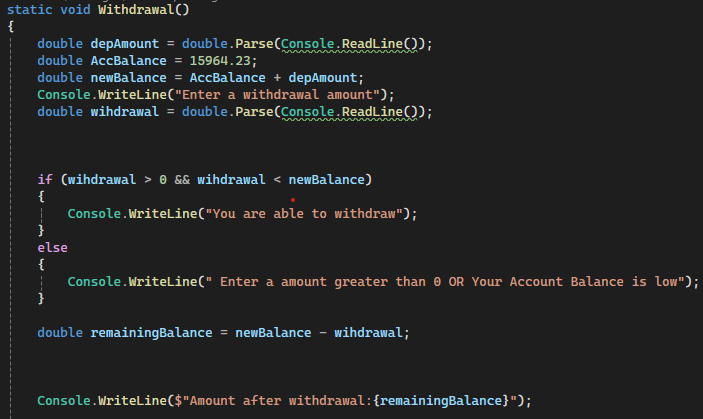 static void Withdrawal()
{
    double depAmount = double.Parse(Console.ReadLine());
    double AccBalance = 15964.23;
    double newBalance = AccBalance + depAmount;
    Console.WriteLine("Enter a withdrawal amount");
    double wihdrawal = double.Parse(Console.ReadLine());
    if (wihdrawal > 0 && wihdrawal < newBalance)
    {
        Console.WriteLine("You are able to withdraw");
    }
    else
    {
        Console.WriteLine(" Enter a amount greater than 0 OR Your Account Balance is low");
    }
    double remainingBalance = newBalance - wihdrawal;
    Console.WriteLine($"Amount after withdrawal:{remainingBalance}");